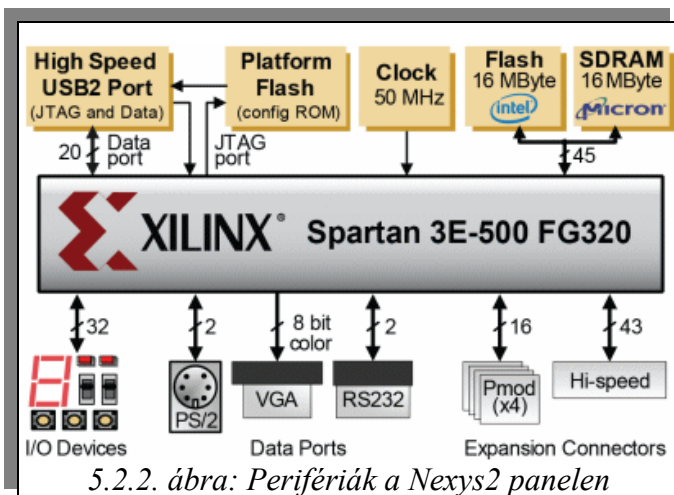 High Speed
USB2 Port
(JTAG and Data)
Platform
Flash
(config ROM)
Clock
50 MHz
Flash
16 MByte
intel
SDRAM
16 MByte
Micron
20
Data
port
JTAG
port
45
XILINX® Spartan 3E-500 FG320
32
2
8 bit
color
2
16
43
PS/2
VGA
RS232
Pmod
(x4)
Hi-speed
I/O Devices
Data Ports
Expansion Connectors
5.2.2. ábra: Perifériák a Nexys2 panelen